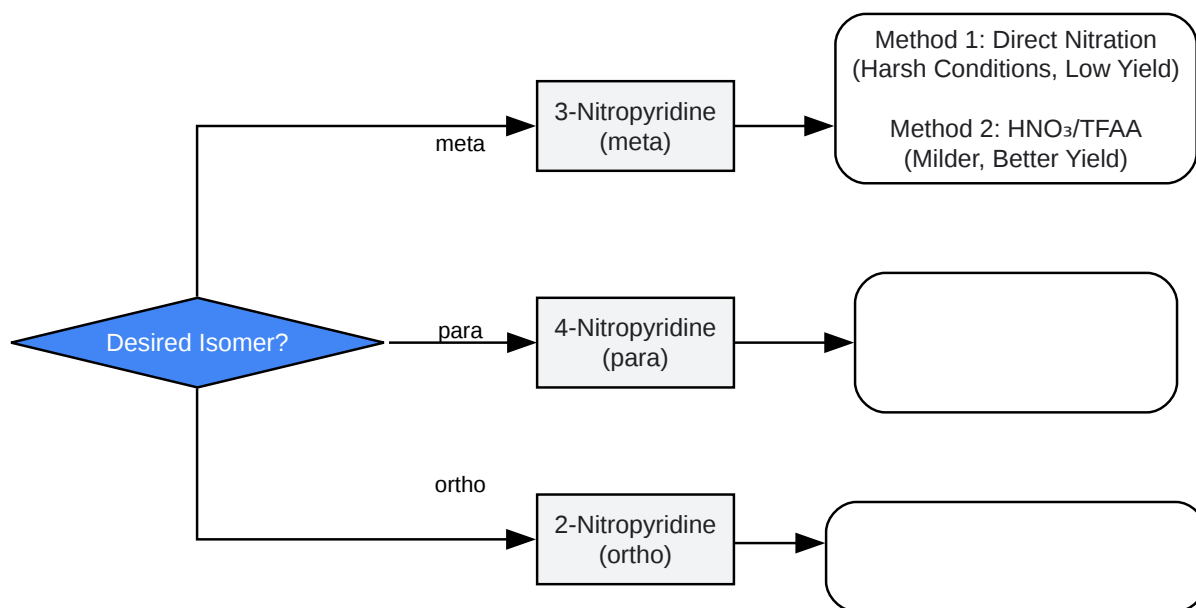 Method 1: Direct Nitration
(Harsh Conditions, Low Yield)
Method 2: HNO₃/TFAA
(Milder, Better Yield)
3-Nitropyridine
(meta)
meta
Desired Isomer?
para
4-Nitropyridine
(para)
ortho
2-Nitropyridine
(ortho)